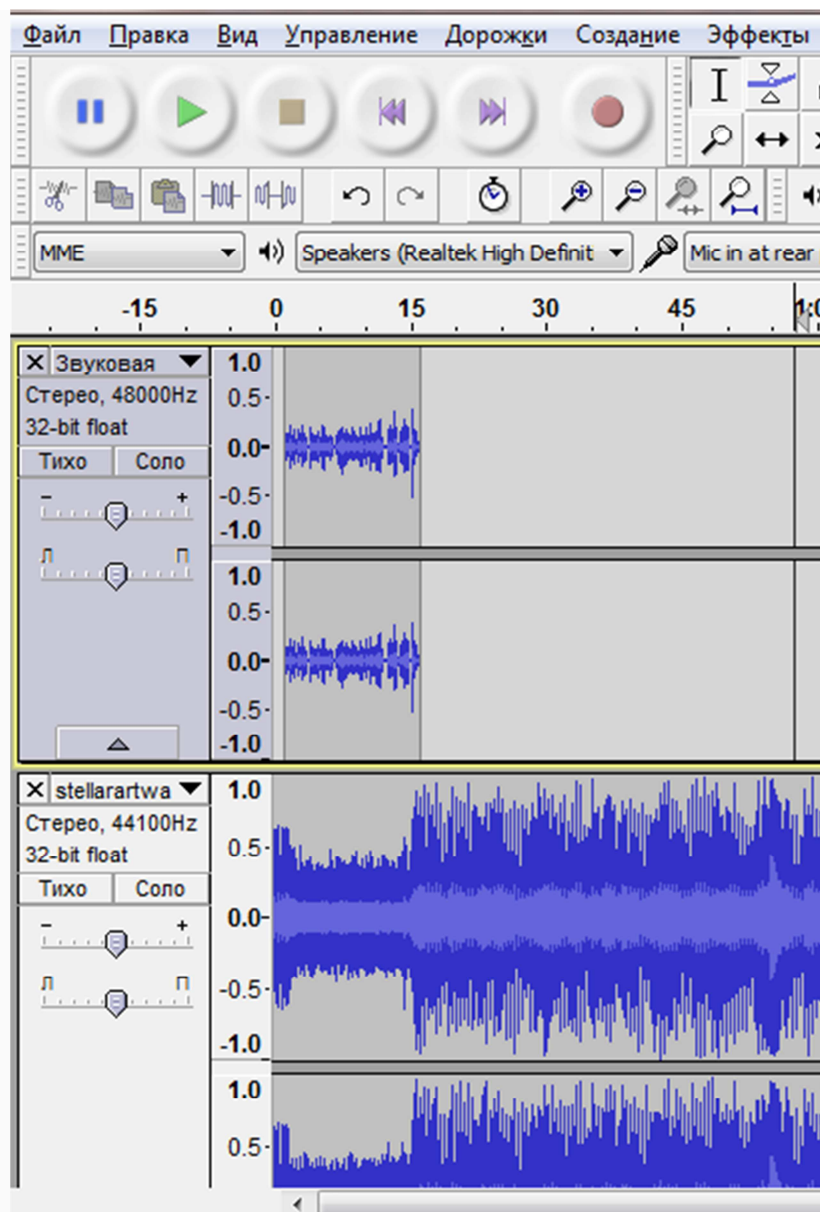 Файл Правка Вид Управление Дорожки Создание Эффекты
MME Speakers (Realtek High Definit Mic in at rear
-15 0 15 30 45 1:0
Звуковая 1.0
Стерео, 48000Hz 0.5
32-bit float
Тихо Соло 0.0
- + -0.5
-1.0
Л П
1.0
0.5
0.0
-0.5
-1.0
stellarartwa 1.0
Стерео, 44100Hz
32-bit float 0.5
Тихо Соло
- + 0.0
Л П -0.5
-1.0
1.0
0.5